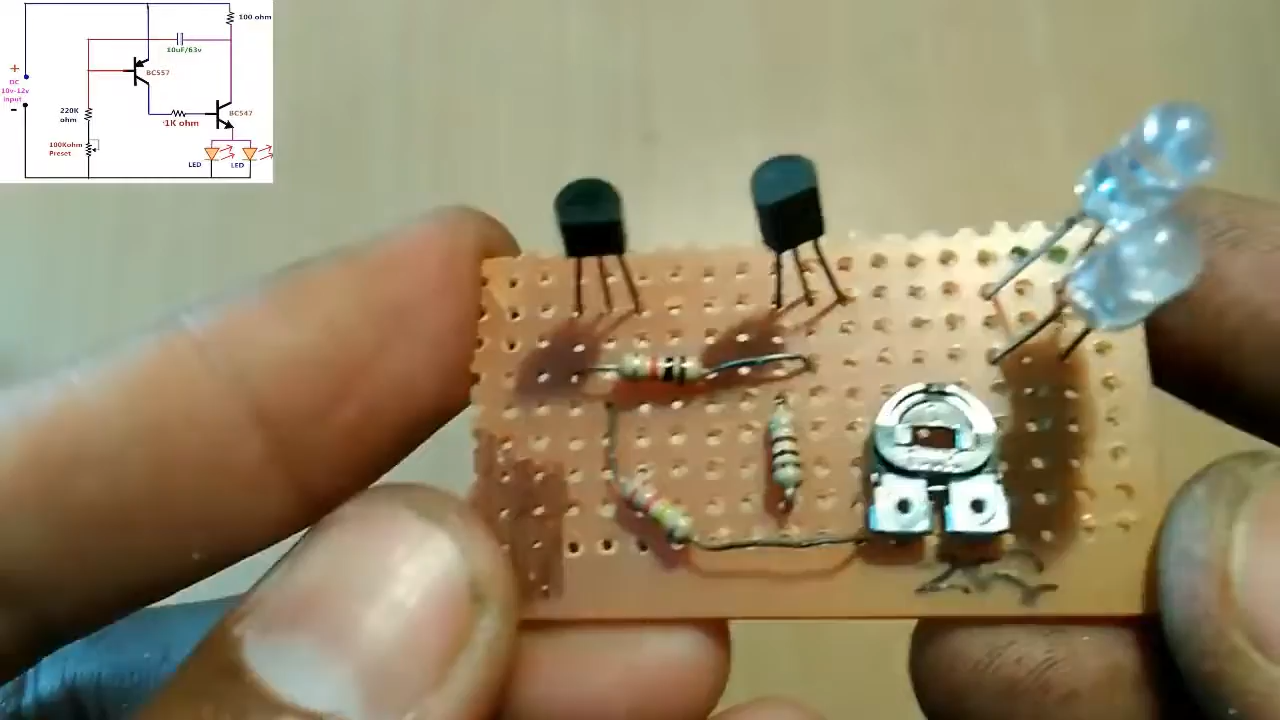 100 ohm
10uF/63v
BC557
+
DC
10v-12v
input
-
220K
ohm
1K ohm
BC547
100Kohm
Preset
LED
LED